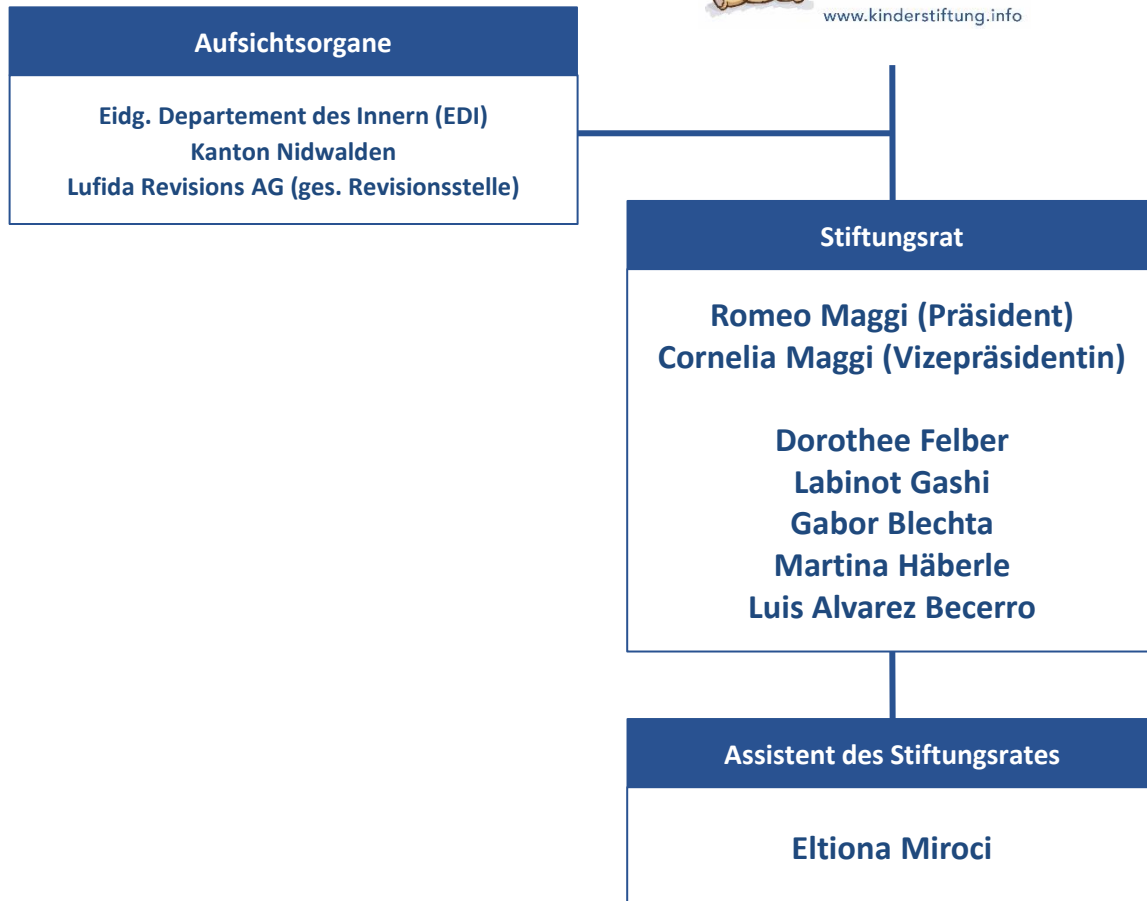 www.kinderstiftung.info
Aufsichtsorgane
Eidg. Departement des Innern (EDI)
Kanton Nidwalden
Lufida Revisions AG (ges. Revisionsstelle)
Stiftungsrat
Romeo Maggi (Präsident)
Cornelia Maggi (Vizepräsidentin)
Dorothee Felber
Labinot Gashi
Gabor Blechta
Martina Häberle
Luis Alvarez Becerro
Assistent des Stiftungsrates
Eltiona Miroci